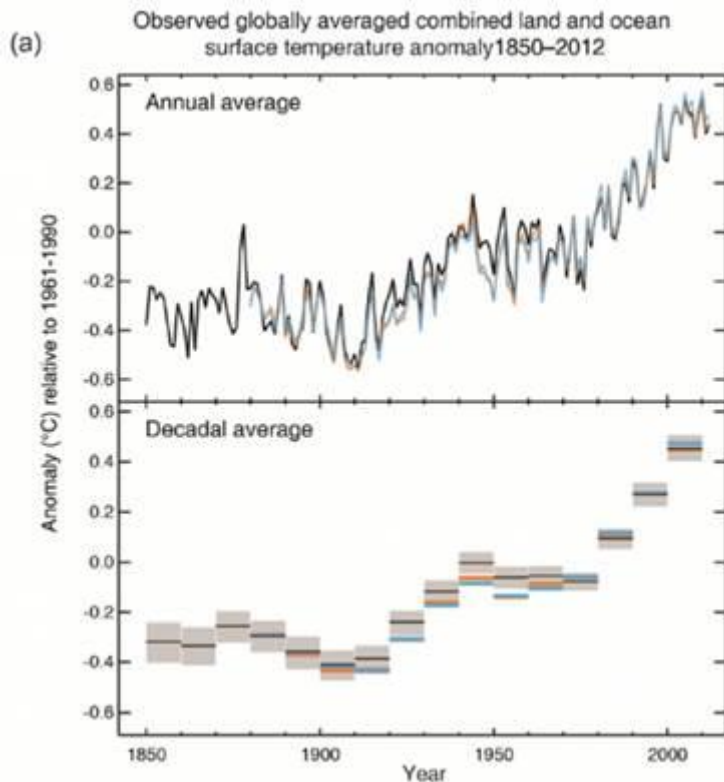 Observed globally averaged combined land and ocean
(a)
surface temperature anomaly1850–2012
0.6
Annual average
0.4
0.2
0.0
-0.2
-0.4
-0.6
Anomaly (°C) relative to 1961-1990
0.6
Decadal average
0.4
0.2
0.0
-0.2
-0.4
-0.6
1850
1900
1950
2000
Year